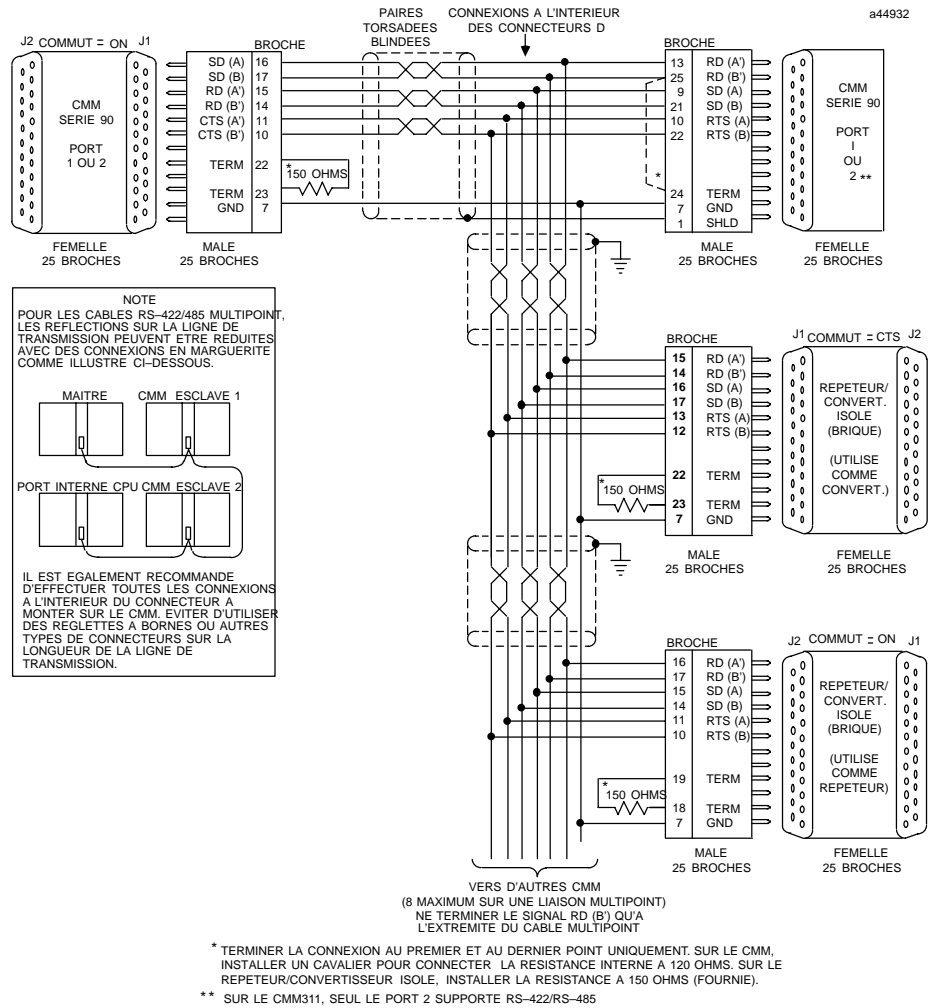 a44932
PAIRES
TORSADEES
BLINDEES
CONNEXIONS A L'INTERIEUR
DES CONNECTEURS D
J2 COMMUT = ON J1
BROCHE
SD (A) 16
SD (B) 17
RD (A') 15
RD (B') 14
CTS (A') 11
CTS (B') 10
TERM 22
* 150 OHMS
TERM 23
GND 7
CMM
SERIE 90
PORT
1 OU 2
FEMELLE
25 BROCHES
MALE
25 BROCHES
BROCHE
13 RD (A')
25 RD (B')
9 SD (A)
21 SD (B)
10 RTS (A)
22 RTS (B)
*
24 TERM
7 GND
1 SHLD
CMM
SERIE 90
PORT
I
OU
2 **
MALE
25 BROCHES
FEMELLE
25 BROCHES
NOTE
POUR LES CABLES RS–422/485 MULTIPOINT,
LES REFLECTIONS SUR LA LIGNE DE
TRANSMISSION PEUVENT ETRE REDUITES
AVEC DES CONNEXIONS EN MARGUERITE
COMME ILLUSTRE CI–DESSOUS.
MAITRE
CMM ESCLAVE 1
PORT INTERNE CPU
CMM ESCLAVE 2
IL EST EGALEMENT RECOMMANDE
D'EFFECTUER TOUTES LES CONNEXIONS
A L'INTERIEUR DU CONNECTEUR A
MONTER SUR LE CMM. EVITER D'UTILISER
DES REGLETTES A BORNES OU AUTRES
TYPES DE CONNECTEURS SUR LA
LONGUEUR DE LA LIGNE DE
TRANSMISSION.
J1 COMMUT = CTS J2
15 RD (A')
14 RD (B')
16 SD (A)
17 SD (B)
13 RTS (A)
12 RTS (B)
22 TERM
* 150 OHMS
23 TERM
7 GND
REPETEUR/
CONVERT.
ISOLE
(BRIQUE)
(UTILISE
COMME
CONVERT.)
MALE
25 BROCHES
FEMELLE
25 BROCHES
BROCHE
J2 COMMUT = ON J1
16 RD (A')
17 RD (B')
15 SD (A)
14 SD (B)
11 RTS (A)
10 RTS (B)
19 TERM
* 150 OHMS
18 TERM
7 GND
REPETEUR/
CONVERT.
ISOLE
(BRIQUE)
(UTILISE
COMME
REPETEUR)
MALE
25 BROCHES
FEMELLE
25 BROCHES
VERS D'AUTRES CMM
(8 MAXIMUM SUR UNE LIAISON MULTIPOINT)
NE TERMINER LE SIGNAL RD (B') QU'A
L'EXTREMITE DU CABLE MULTIPOINT
* TERMINER LA CONNEXION AU PREMIER ET AU DERNIER POINT UNIQUEMENT. SUR LE CMM,
INSTALLER UN CAVALIER POUR CONNECTER LA RESISTANCE INTERNE A 120 OHMS. SUR LE
REPETEUR/CONVERTISSEUR ISOLE, INSTALLER LA RESISTANCE A 150 OHMS (FOURNIE).
** SUR LE CMM311, SEUL LE PORT 2 SUPPORTE RS–422/RS–485